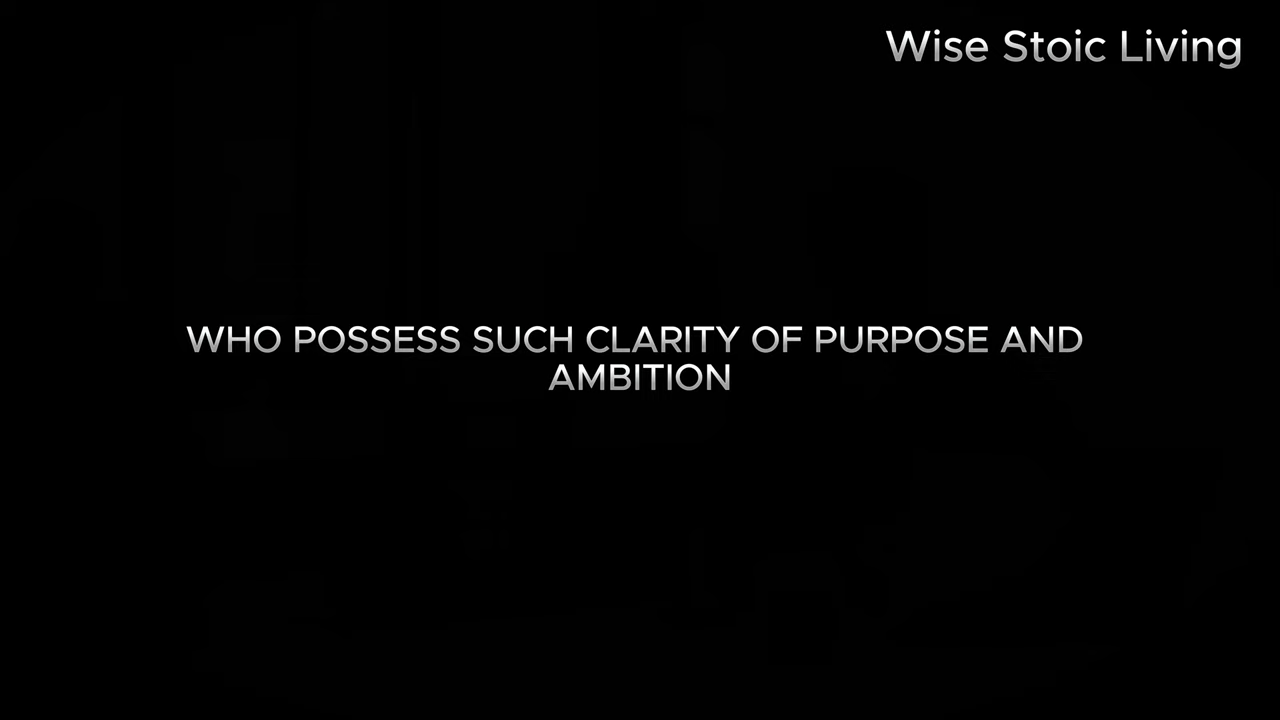 Wise Stoic Living
WHO POSSESS SUCH CLARITY OF PURPOSE AND
AMBITION